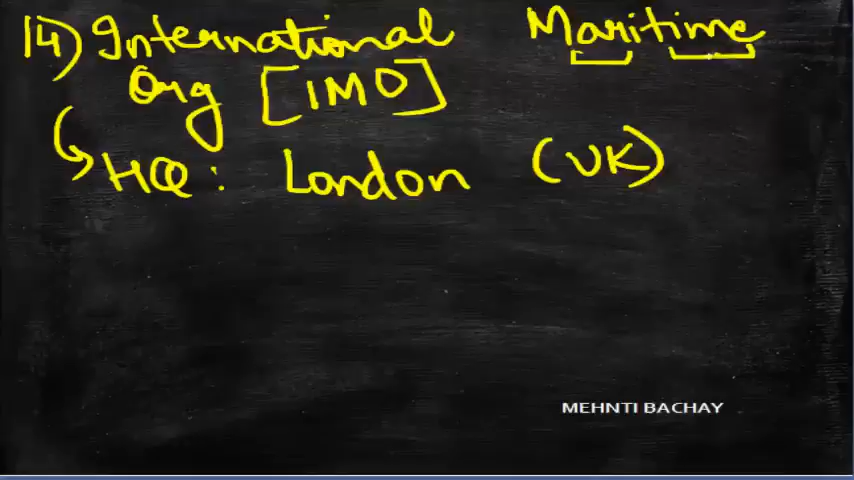 14) International Maritime
Org [IMO]
HQ: London (UK)
MEHNTI BACHAY